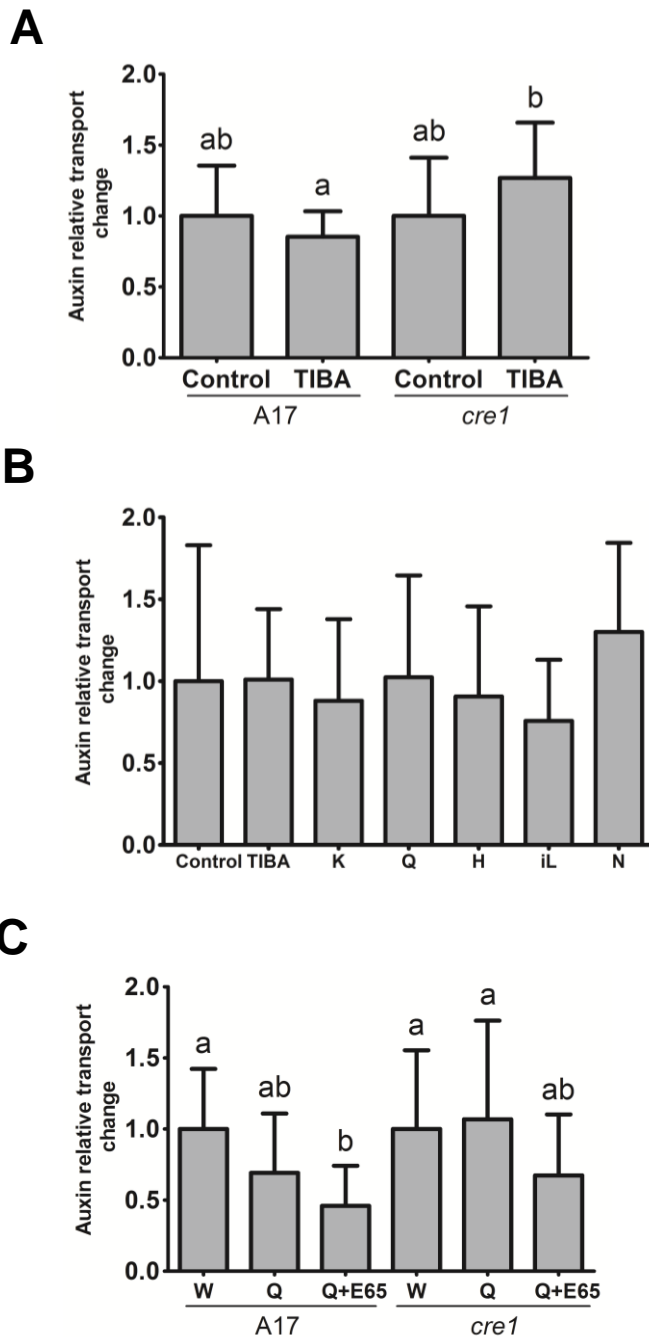 A
Auxin relative transport
change
2.0
1.5
1.0
0.5
0.0
ab
a
ab
b
Control TIBA Control TIBA
A17 cre1
B
Auxin relative transport
change
2.0
1.5
1.0
0.5
0.0
Control TIBA K Q H iL N
C
Auxin relative transport
change
2.0
1.5
1.0
0.5
0.0
a
ab
b
a
a
ab
W Q Q+E65 W Q Q+E65
A17 cre1